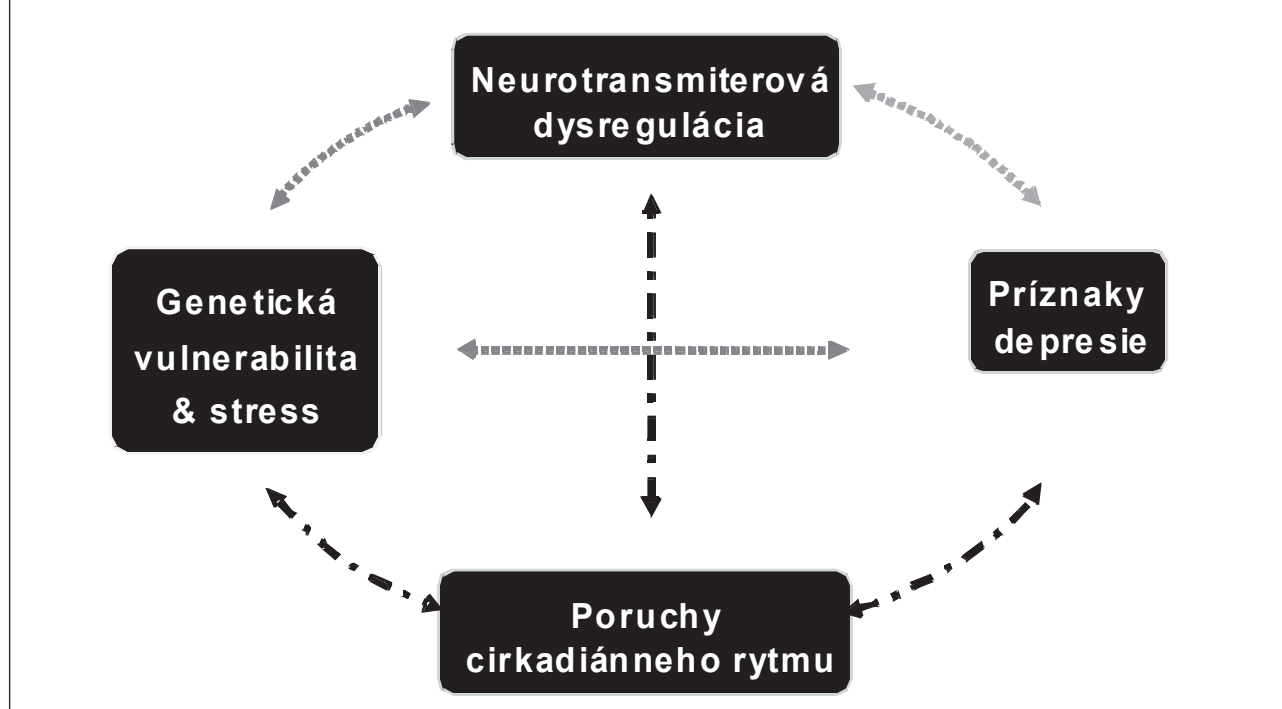 Neurotransmiterová
dysregulácia
Genetická
vulnerabilita
& stress
Príznaky
depresie
Poruchy
cirkadiánneho rytmu